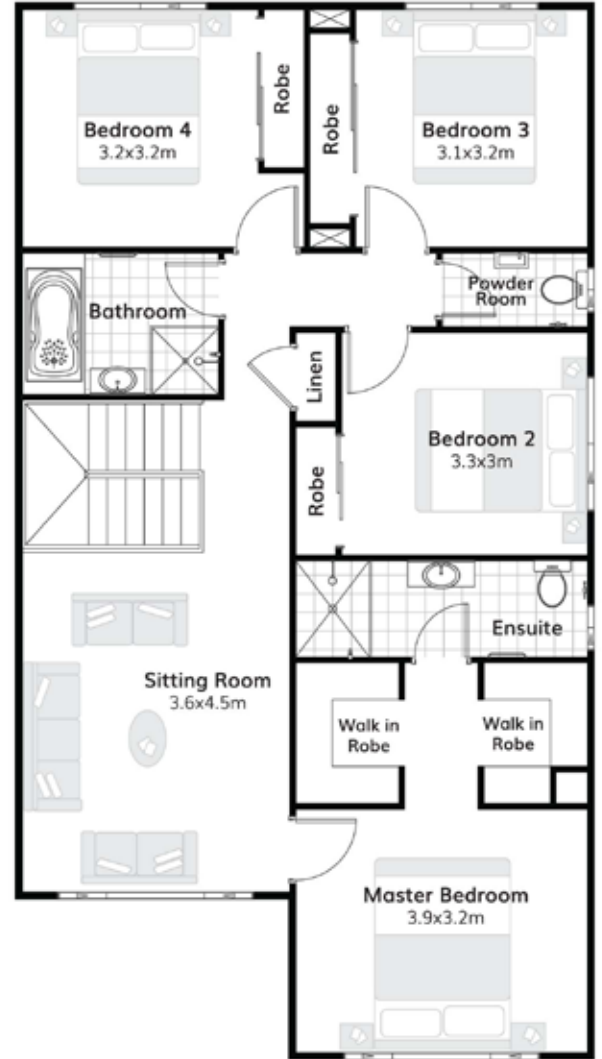 Bedroom 4
3.2x3.2m
Robe
Robe
Bedroom 3
3.1x3.2m
Bathroom
Powder
Room
Linen
Bedroom 2
3.3x3m
Robe
Ensuite
Sitting Room
3.6x4.5m
Walk in
Robe
Walk in
Robe
Master Bedroom
3.9x3.2m